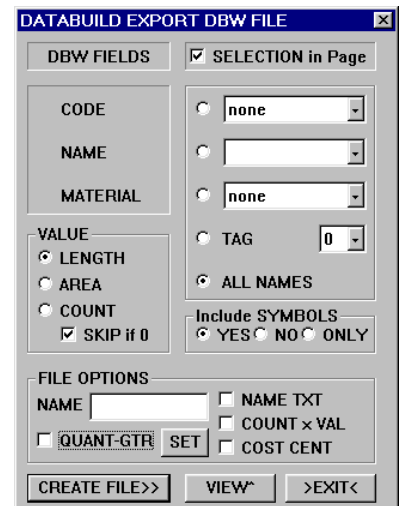 DATABUILD EXPORT DBW FILE
DBW FIELDS
SELECTION in Page
CODE
none
NAME
MATERIAL
none
TAG 0
ALL NAMES
VALUE
LENGTH
AREA
COUNT
SKIP if 0
Include SYMBOLS
YES NO ONLY
FILE OPTIONS
NAME
NAME TXT
COUNT x VAL
QUANT-GTR SET
COST CENT
CREATE FILE>> VIEW^ >EXIT<